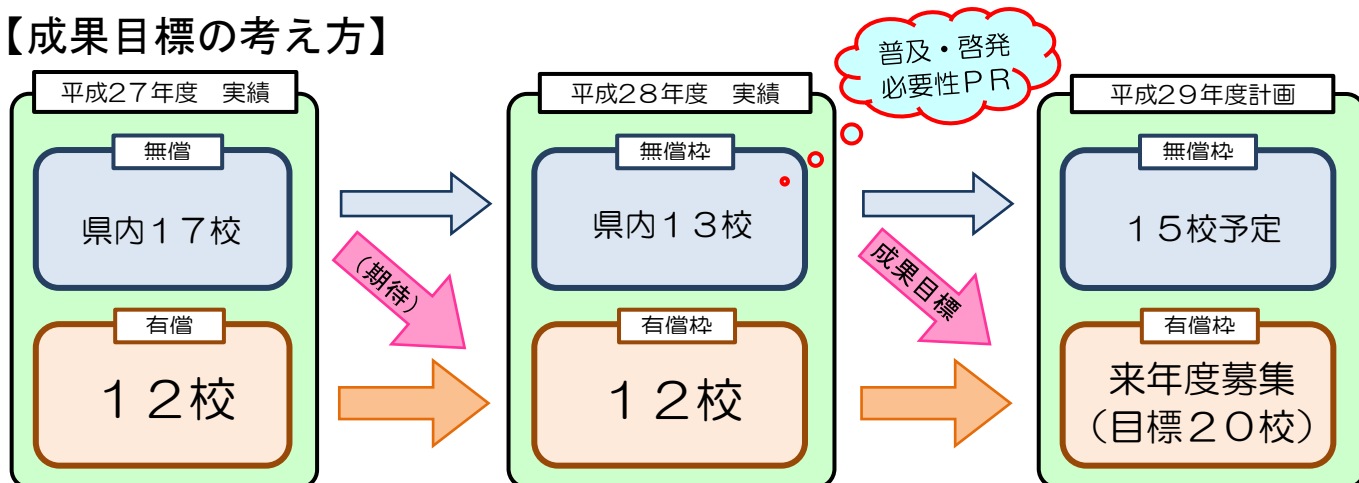 【成果目標の考え方】
普及・啓発
必要性ＰＲ
平成２７年度　実績
無償
県内１７校
有償
１２校
（期待）
平成２８年度　実績
無償枠
県内１３校
有償枠
１２校
成果目標
平成２９年度計画
無償枠
１５校予定
有償枠
来年度募集
（目標２０校）